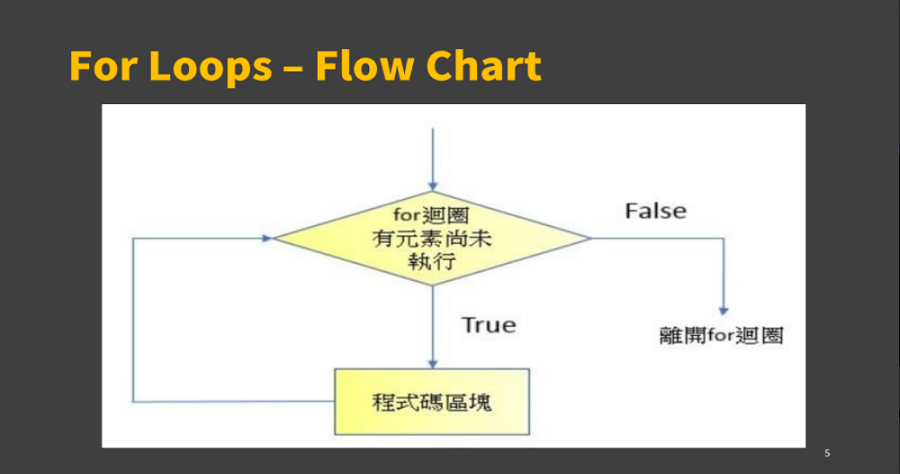 For Loops – Flow Chart
for迴圈
有元素尚未
執行
False
True
離開for迴圈
程式碼區塊
5